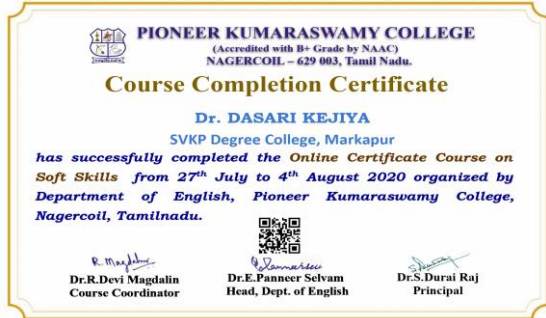 PIONEER KUMARASWAMY COLLEGE
(Accredited with B+ Grade by NAAC)
NAGERCOIL – 629 003, Tamil Nadu.
Course Completion Certificate
Dr. DASARI KEJIYA
SVKP Degree College, Markapur
has successfully completed the Online Certificate Course on
Soft Skills from 27th July to 4th August 2020 organized by
Department of English, Pioneer Kumaraswamy College,
Nagercoil, Tamilnadu.
R. Magdaline
Dr.R.Devi Magdalin Dr.E.Panneer Selvam Dr.S.Durai Raj
Course Coordinator Head, Dept. of English Principal